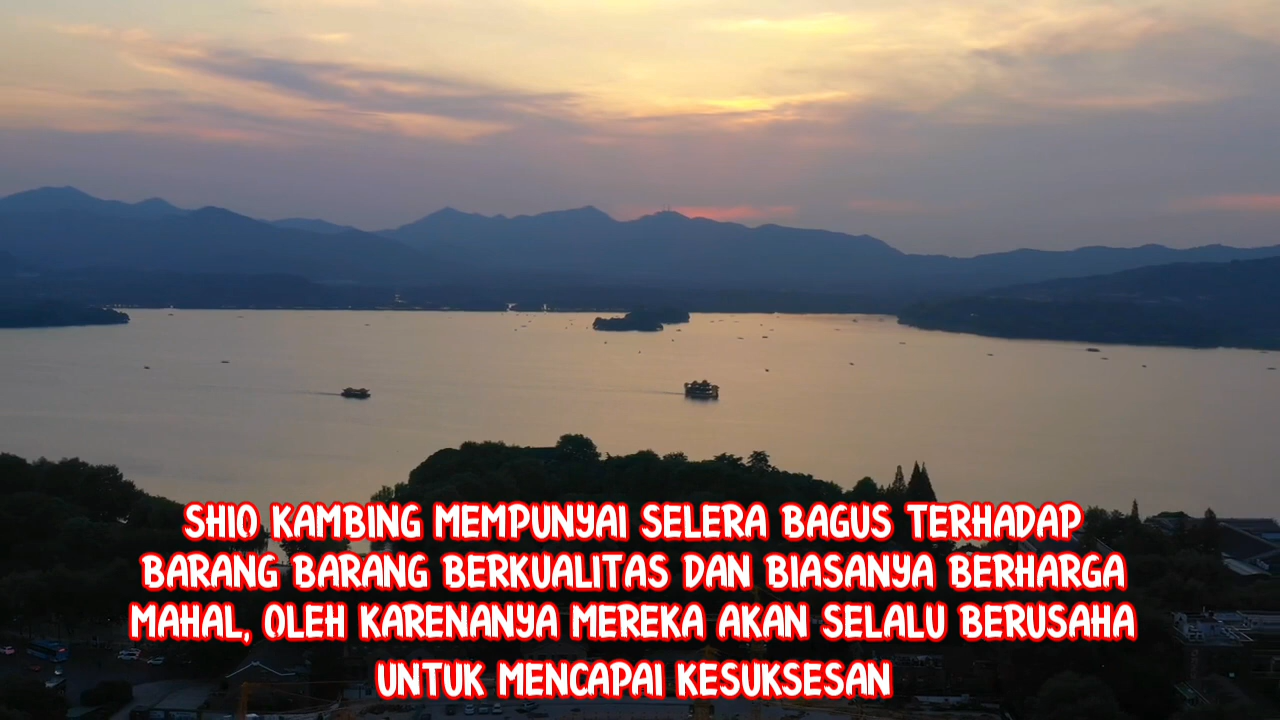 SHIO KAMBING MEMPUNYAI SELERA BAGUS TERHADAP
BARANG BARANG BERKUALITAS DAN BIASANYA BERHARGA
MAHAL, OLEH KARENANYA MEREKA AKAN SELALU BERUSAHA
UNTUK MENCAPAI KESUKSESAN